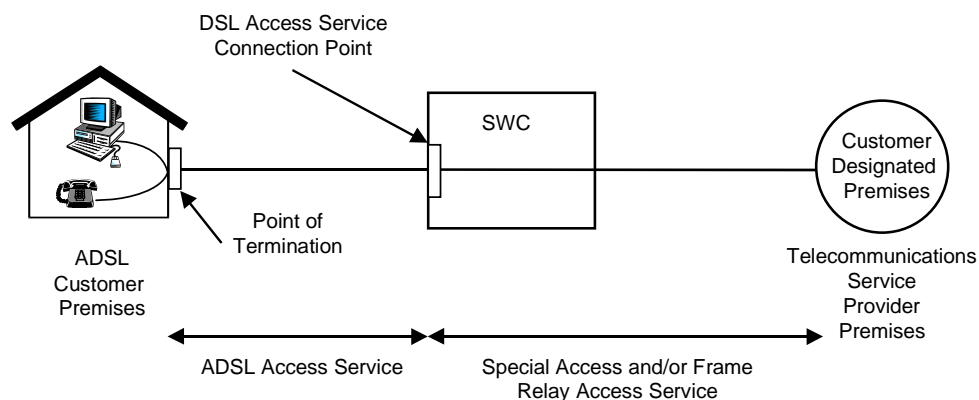 DSL Access Service
Connection Point
SWC
Customer
Designated
Premises
Point of
Termination
ADSL
Customer
Premises
Telecommunications
Service
Provider
Premises
ADSL Access Service
Special Access and/or Frame
Relay Access Service